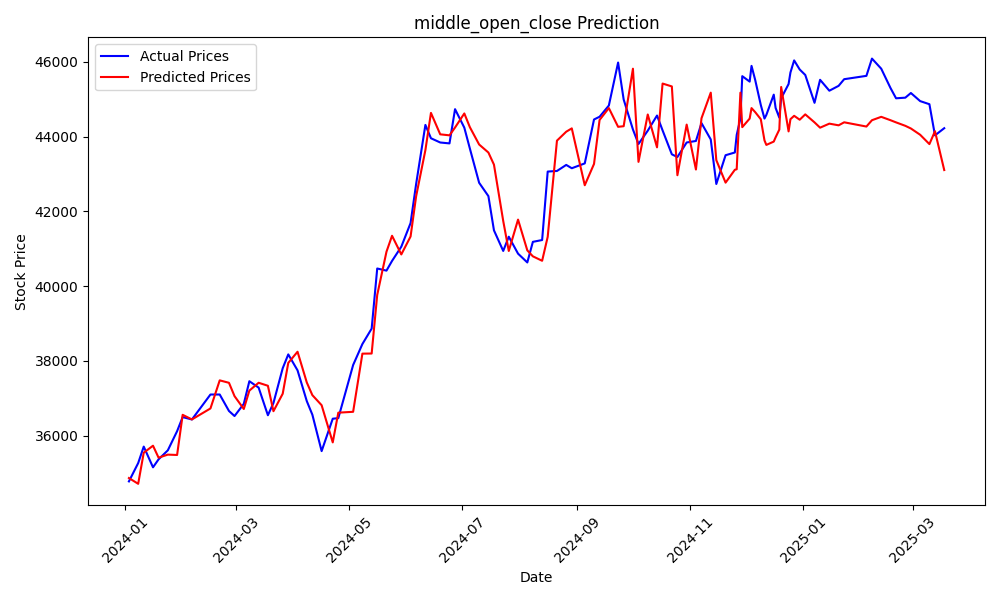 middle_open_close Prediction
Actual Prices
Predicted Prices
46000
44000
42000
40000
38000
36000
Stock Price
2024-01
2024-03
2024-05
2024-07
2024-09
2024-11
2025-01
2025-03
Date